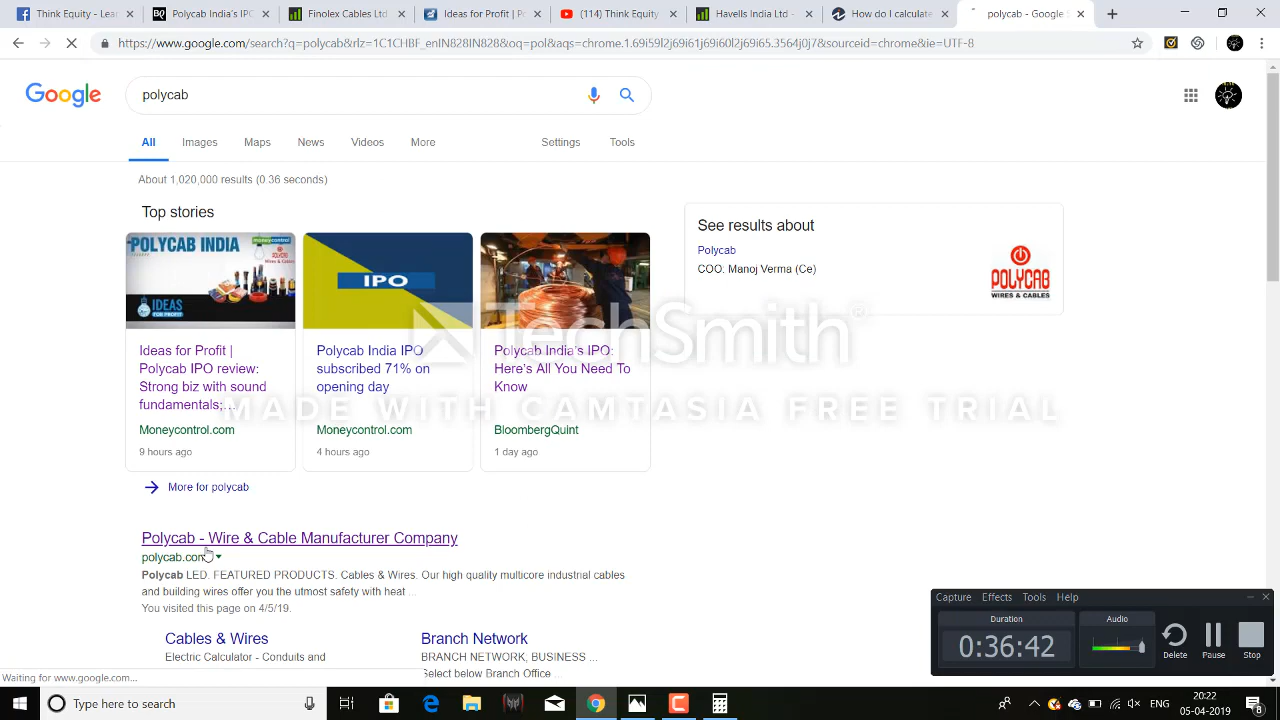 Think Equity - Lear
BQ Polycab India's IPO
Finolex Cables Ltd
Ideas for Profit | Po
(114) Think Equity
Havells India Ltd -
How do I calculate
polycab - Google S
https://www.google.com/search?q=polycab&rlz=1C1CHBF_enIN828IN828&oq=pol&aqs=chrome.1.69i59l2j69i61j69i60l2j69i65.3564j0j7&sourceid=chrome&ie=UTF-8
Google
polycab
All Images Maps News Videos More Settings Tools
About 1,020,000 results (0.36 seconds)
Top stories
See results about
Polycab
COO. Manoj Verma (Ce)
POLYCAB
WIRES & CABLES
POLYCAB INDIA
moneycontrol
IDEAS
FOR PROFIT
IPO
TechSmith
MADE WITH CAMTASIA FREE TRIAL
Ideas for Profit |
Polycab IPO review:
Strong biz with sound
fundamentals;...
Moneycontrol.com
9 hours ago
Polycab India IPO
subscribed 71% on
opening day
Moneycontrol.com
4 hours ago
Polycab India's IPO:
Here's All You Need To
Know
BloombergQuint
1 day ago
More for polycab
Polycab - Wire & Cable Manufacturer Company
polycab.com
Polycab LED. FEATURED PRODUCTS. Cables & Wires. Our high quality multicore industrial cables
and building wires offer you the utmost safety with heat ...
You visited this page on 4/5/19.
Cables & Wires
Electric Calculator - Conduits and
Branch Network
BRANCH NETWORK, BUSINESS ...
Select below Branch Office ...
Capture Effects Tools Help
Duration
0:36:42
Audio
Delete Pause Stop
Waiting for www.google.com...
Type here to search
ENG
20:22
05-04-2019
8